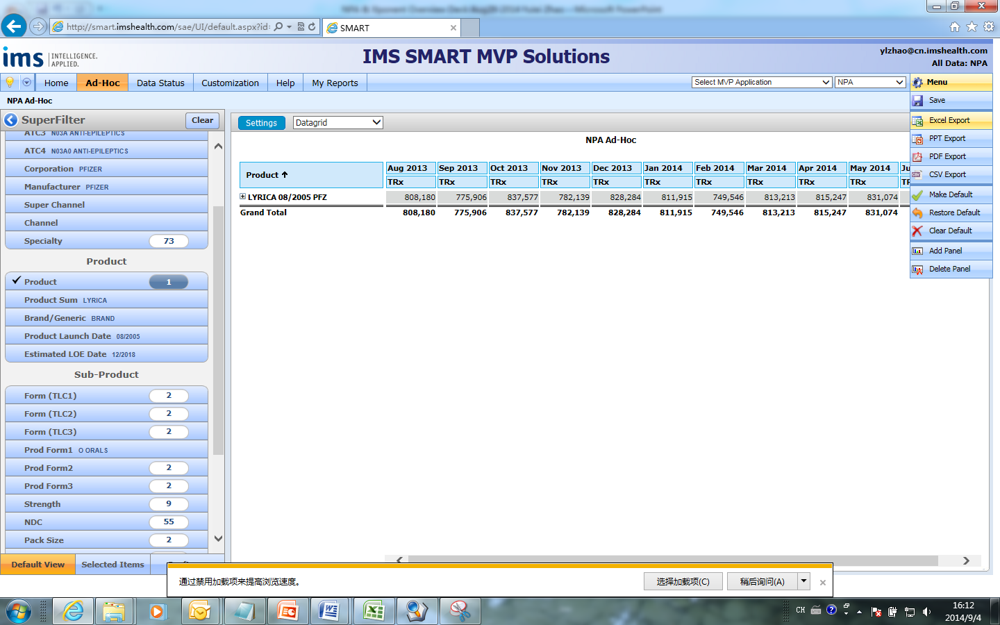 NPA & Xponent Overview Deck Aug28 2014 Yulei Zhao - Microsoft PowerPoint
http://smart.imshealth.com/sae/UI/default.aspx?id=
SMART
ims INTELLIGENCE. APPLIED.
IMS SMART MVP Solutions
ylzhao@cn.imshealth.com
All Data: NPA
Home Ad-Hoc Data Status Customization Help My Reports Select MVP Application NPA Menu
NPA Ad-Hoc
Save
Excel Export
PPT Export
PDF Export
CSV Export
Make Default
Restore Default
Clear Default
Add Panel
Delete Panel
SuperFilter Clear
ATC3 N03A ANTI-EPILEPTICS
ATC4 N03A0 ANTI-EPILEPTICS
Corporation PFIZER
Manufacturer PFIZER
Super Channel
Channel
Specialty 73
Product
Product 1
Product Sum LYRICA
Brand/Generic BRAND
Product Launch Date 08/2005
Estimated LOE Date 12/2018
Sub-Product
Form (TLC1) 2
Form (TLC2) 2
Form (TLC3) 2
Prod Form1 O ORALS
Prod Form2 2
Prod Form3 2
Strength 9
NDC 55
Pack Size 2
Default View Selected Items
Settings Datagrid
NPA Ad-Hoc
Product Aug 2013 Sep 2013 Oct 2013 Nov 2013 Dec 2013 Jan 2014 Feb 2014 Mar 2014 Apr 2014 May 2014 Ju
TRx TRx TRx TRx TRx TRx TRx TRx TRx TRx
LYRICA 08/2005 PFZ 808,180 775,906 837,577 782,139 828,284 811,915 749,546 813,213 815,247 831,074
Grand Total 808,180 775,906 837,577 782,139 828,284 811,915 749,546 813,213 815,247 831,074
通过禁用加载项来提高浏览速度。 选择加载项(C) 稍后询问(A)
CH 16:12
2014/9/4